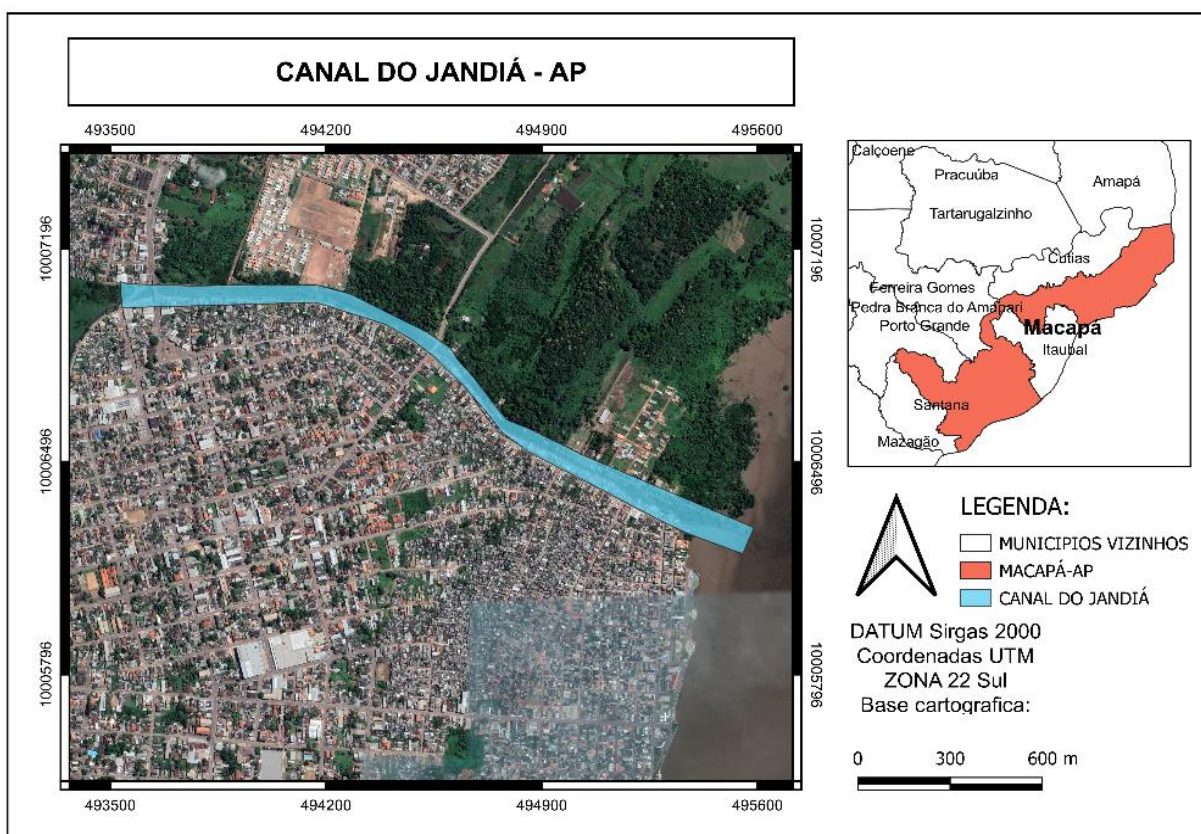 CANAL DO JANDIÁ - AP
493500
494200
494900
495600
10007196
10007196
10006496
10006496
10005796
10005796
493500
494200
494900
495600
Calçoene
Pracuúba
Amapá
Tartarugalzinho
Cutias
Ferreira Gomes
Pedra Branca do Amapari
Porto Grande
Macapá
Itaubal
Santana
Mazagão
LEGENDA:
MUNICIPIOS VIZINHOS
MACAPÁ-AP
CANAL DO JANDIÁ
DATUM Sirgas 2000
Coordenadas UTM
ZONA 22 Sul
Base cartografica:
0 300 600 m